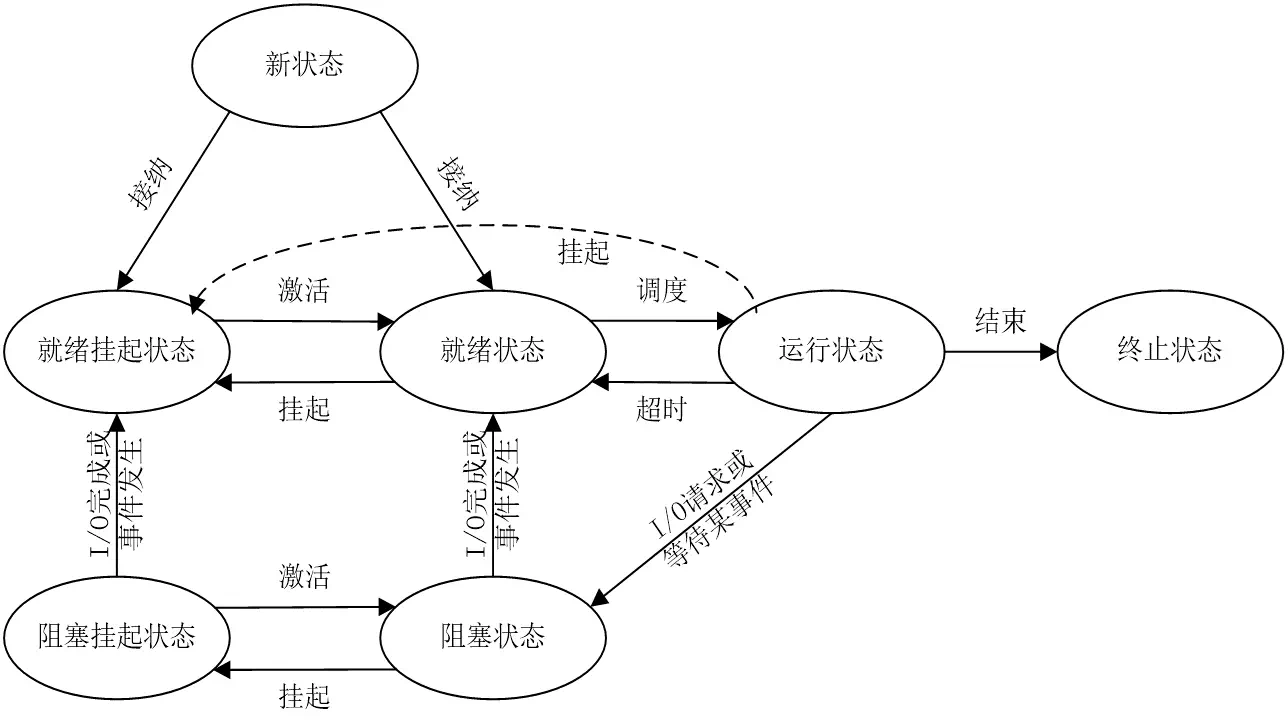 新状态
接纳
接纳
挂起
激活
调度
结束
就绪挂起状态
就绪状态
运行状态
终止状态
挂起
超时
I/O完成或
事件发生
I/O完成或
事件发生
I/O请求或
等待某事件
激活
阻塞挂起状态
阻塞状态
挂起